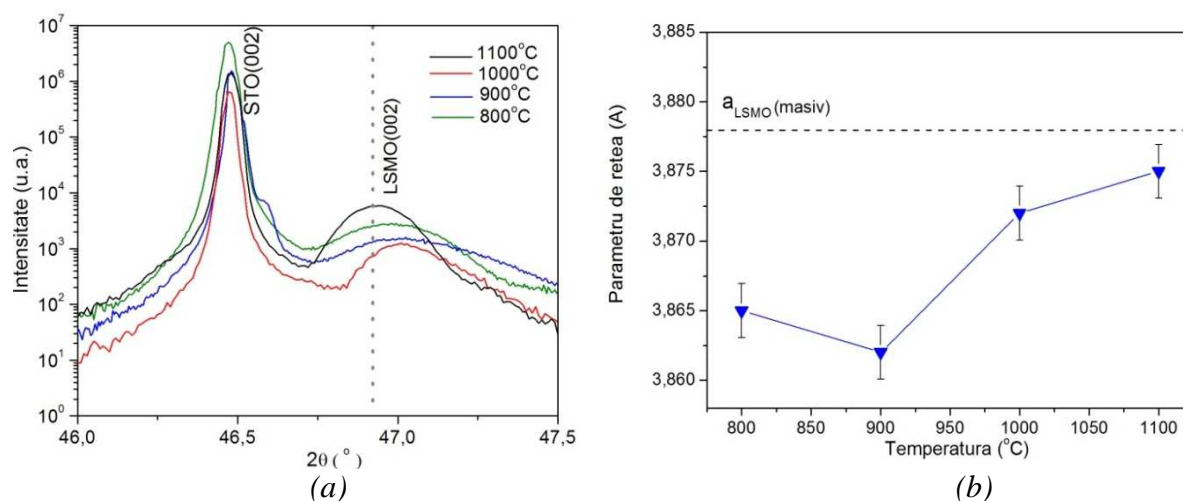 10⁷
10⁶
10⁵
10⁴
10³
10²
10¹
10⁰
Intensitate (u.a.)
STO(002)
LSMO(002)
1100°C
1000°C
900°C
800°C
46,0
46,5
47,0
47,5
2θ (°)
(a)
3,885
3,880
3,875
3,870
3,865
3,860
Parametru de retea (A)
a_LSMO (masiv)
800
850
900
950
1000
1050
1100
Temperatura (°C)
(b)